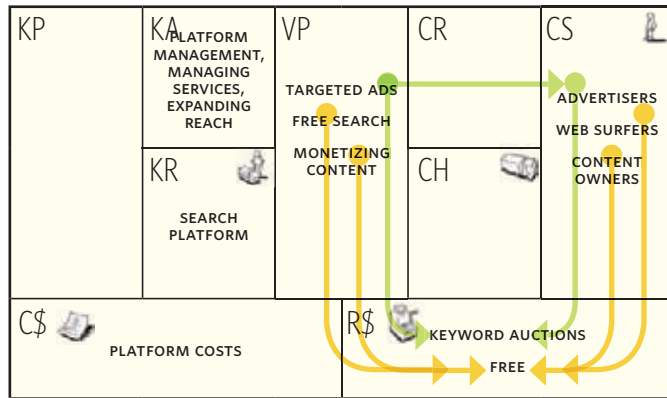 KP
KA
PLATFORM
MANAGEMENT,
MANAGING
SERVICES,
EXPANDING
REACH
KR
SEARCH
PLATFORM
VP
TARGETED ADS
FREE SEARCH
MONETIZING
CONTENT
CR
CH
CS
ADVERTISERS
WEB SURFERS
CONTENT
OWNERS
C$
PLATFORM COSTS
R$
KEYWORD AUCTIONS
FREE